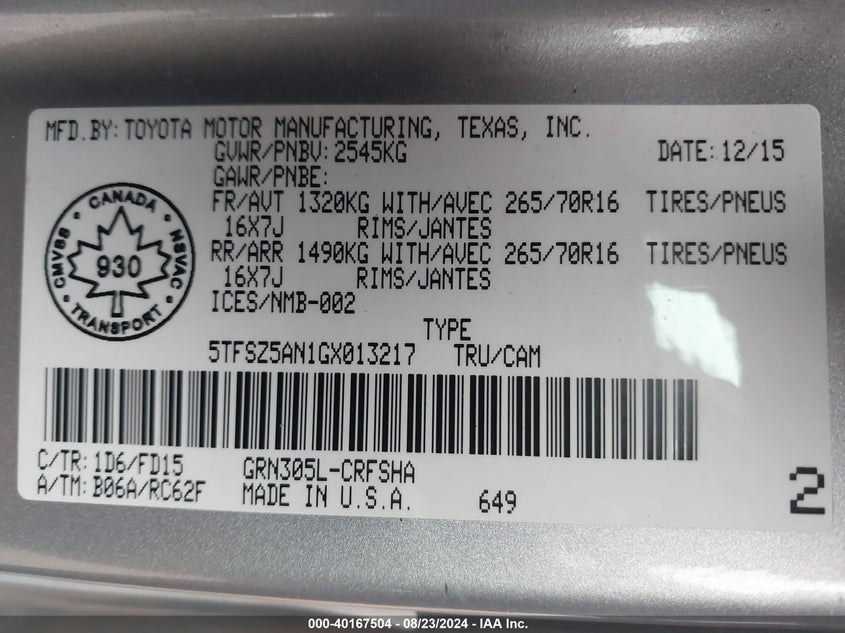 MFD.BY: TOYOTA MOTOR MANUFACTURING, TEXAS, INC.
GVWR/PNBV: 2545KG DATE: 12/15
GAWR/PNBE:
FR/AVT 1320KG WITH/AVEC 265/70R16 TIRES/PNEUS
16X7J RIMS/JANTES
RR/ARR 1490KG WITH/AVEC 265/70R16 TIRES/PNEUS
16X7J RIMS/JANTES
ICES/NMB-002
CANADA
CMVSS 930 NSVAC
TRANSPORT
TYPE
5TFSZ5AN1GX013217 TRU/CAM
C/TR: 1D6/FD15 GRN305L-CRFSHA
A/TM: B06A/RC62F MADE IN U.S.A. 649 2
000-40167504 - 08/23/2024 - IAA Inc.